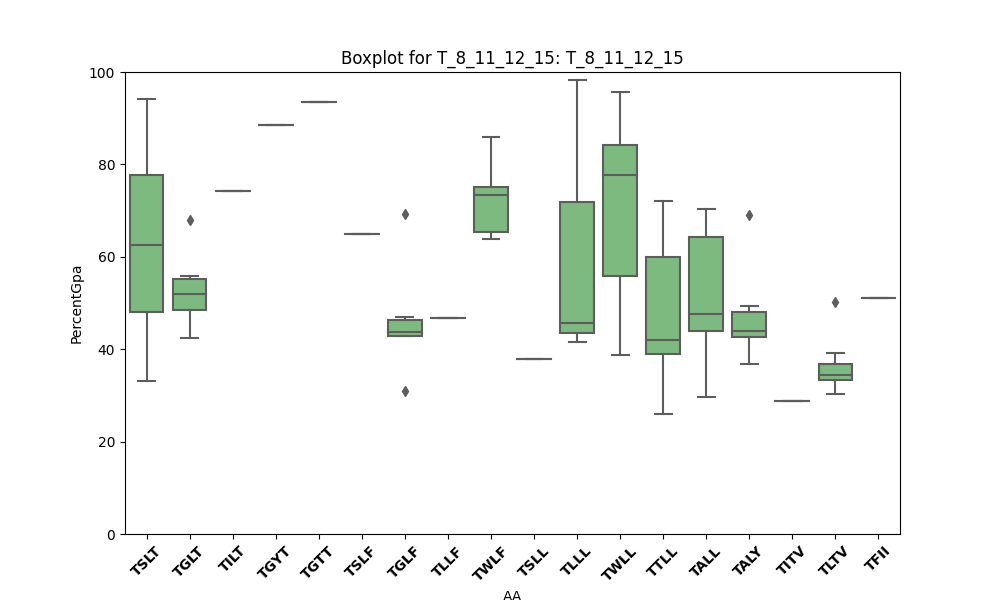 Boxplot for T_8_11_12_15: T_8_11_12_15
PercentGpa
100
80
60
40
20
0
TSLT TGLT TILT TGYT TGTT TSLF TGLF TLLF TWLF TSLL TLLL TWLL TTLL TALL TALY TITV TLTV TFII
AA